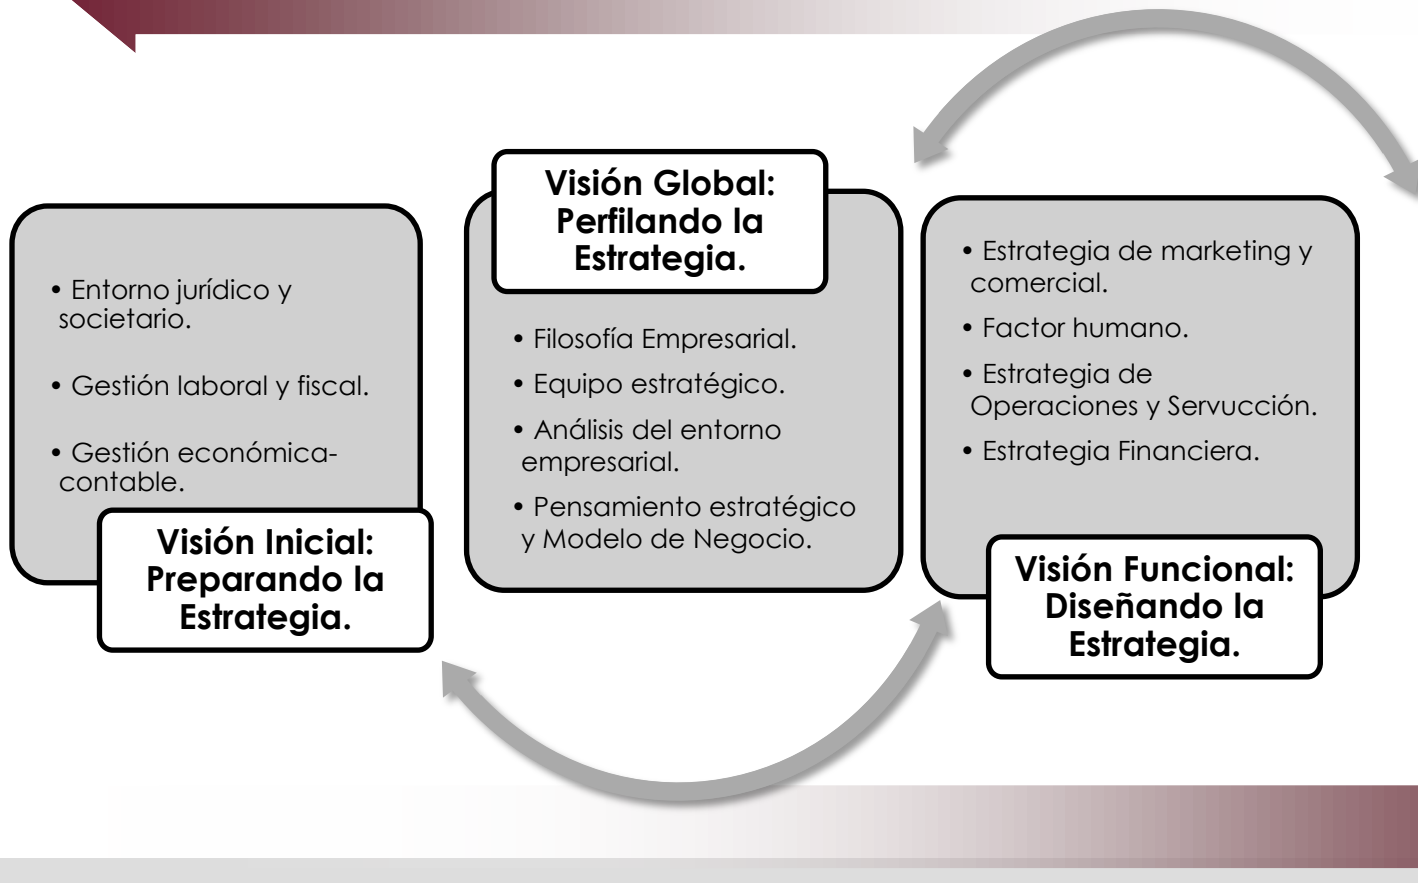 • Entorno jurídico y
societario.
• Gestión laboral y fiscal.
• Gestión económica-
contable.
Visión Inicial:
Preparando la
Estrategia.
Visión Global:
Perfilando la
Estrategia.
• Filosofía Empresarial.
• Equipo estratégico.
• Análisis del entorno
empresarial.
• Pensamiento estratégico
y Modelo de Negocio.
• Estrategia de marketing y
comercial.
• Factor humano.
• Estrategia de
Operaciones y Servucción.
• Estrategia Financiera.
Visión Funcional:
Diseñando la
Estrategia.